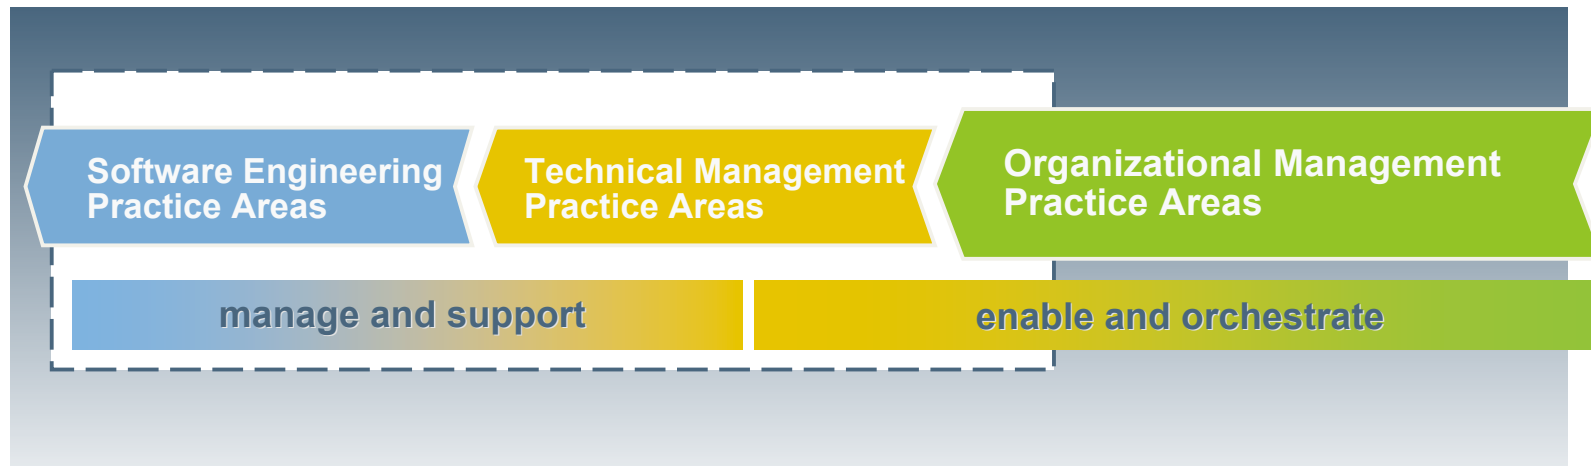 Software Engineering
Practice Areas
Technical Management
Practice Areas
Organizational Management
Practice Areas
manage and support
enable and orchestrate